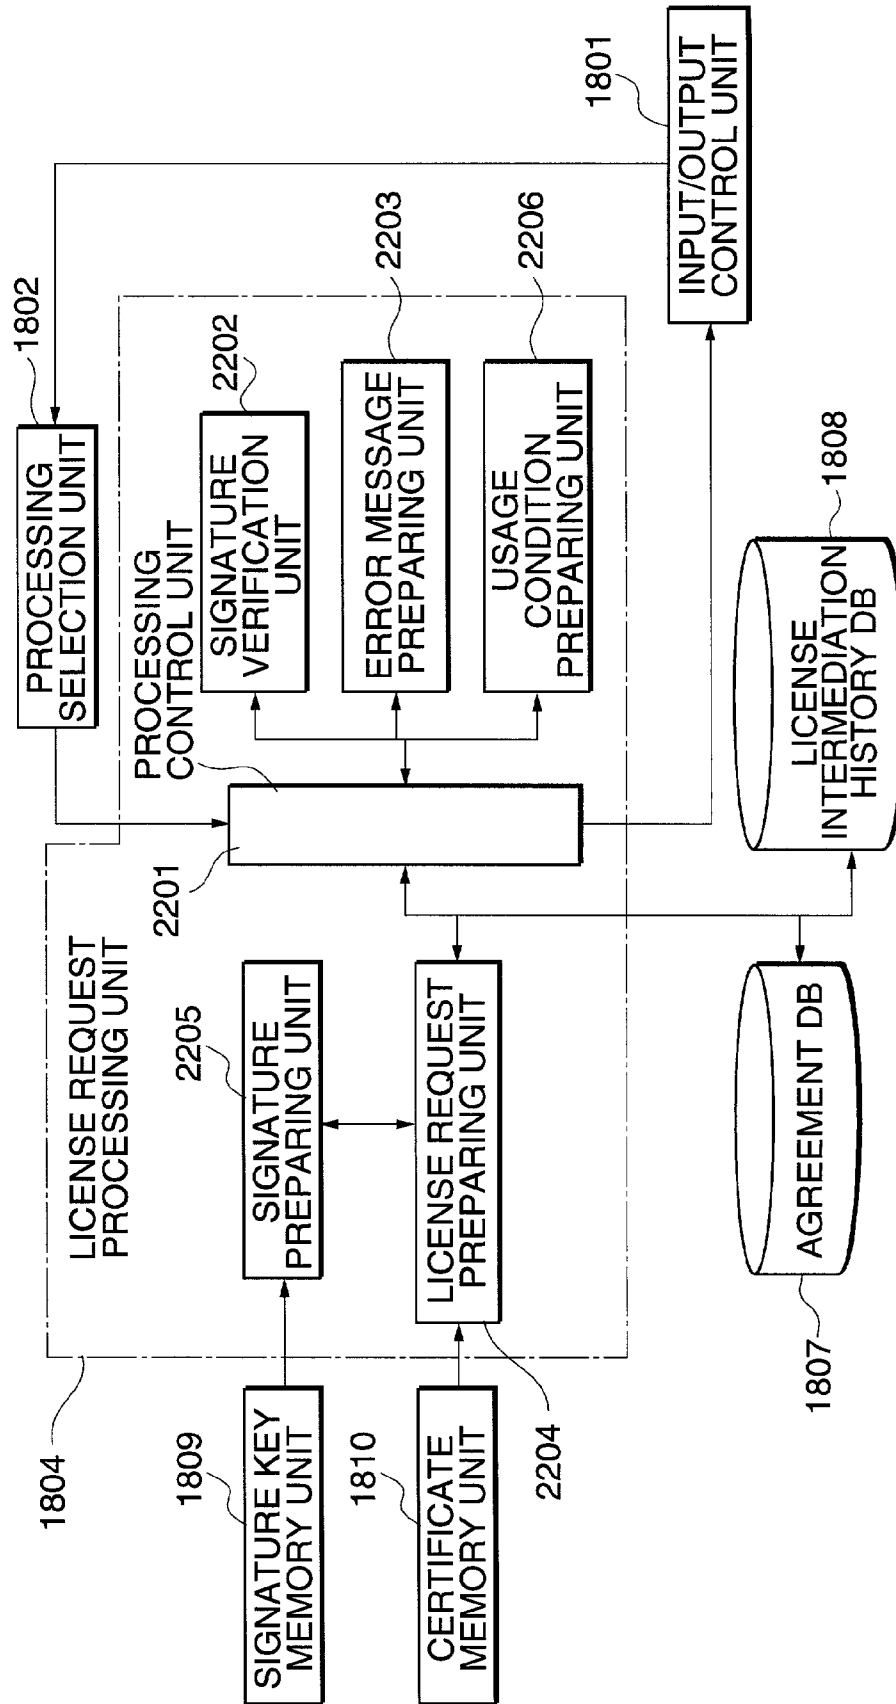 1804
LICENSE REQUEST
PROCESSING UNIT
1809
SIGNATURE KEY
MEMORY UNIT
1810
CERTIFICATE
MEMORY UNIT
2205
SIGNATURE
PREPARING UNIT
LICENSE REQUEST
PREPARING UNIT
2204
1807
AGREEMENT DB
PROCESSING
CONTROL UNIT
2201
1802
PROCESSING
SELECTION UNIT
2202
SIGNATURE
VERIFICATION
UNIT
2203
ERROR MESSAGE
PREPARING UNIT
2206
USAGE
CONDITION
PREPARING UNIT
1808
LICENSE
INTERMEDIATION
HISTORY DB
1801
INPUT/OUTPUT
CONTROL UNIT